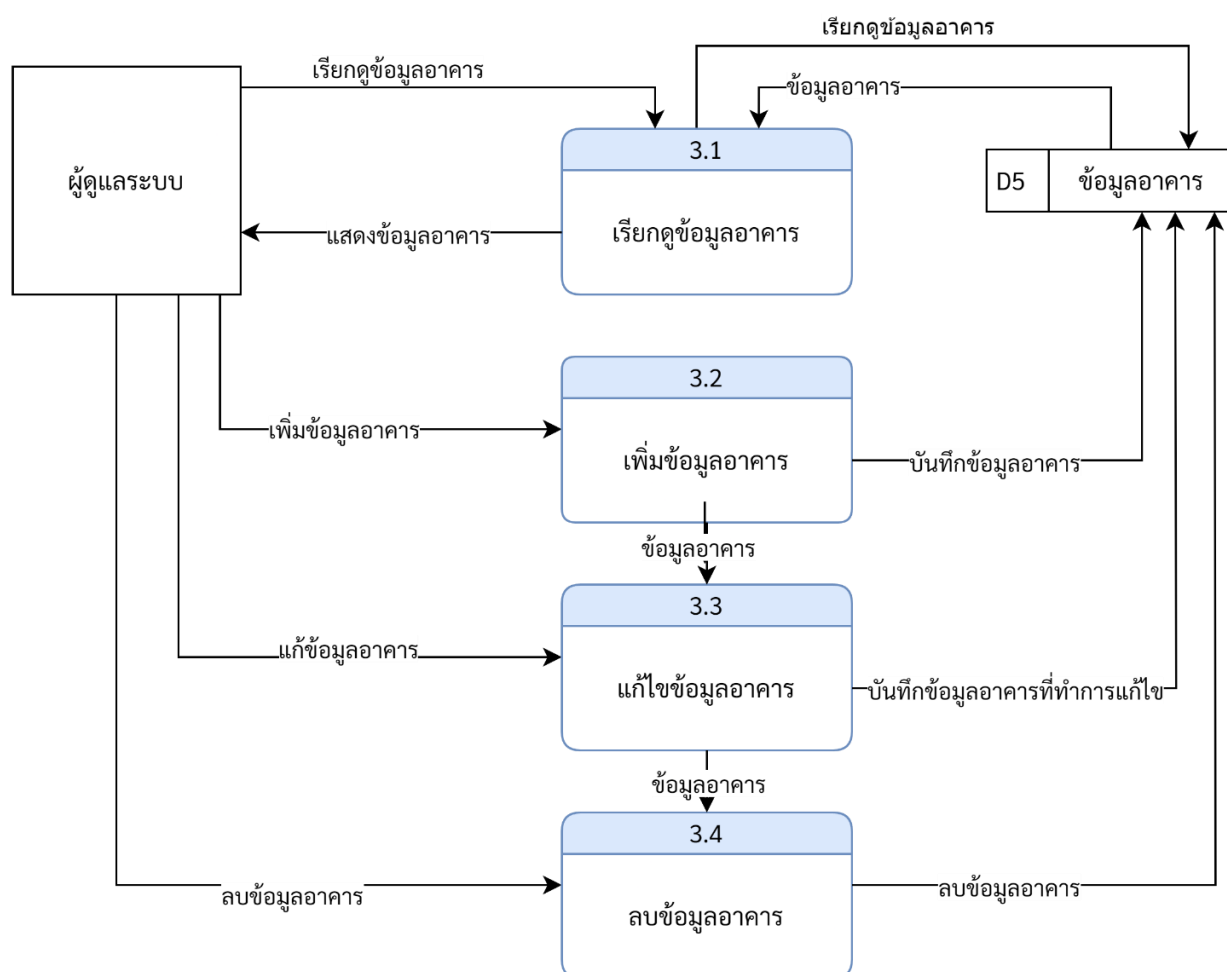 เรียกดูข้อมูลอาคาร
เรียกดูข้อมูลอาคาร
ข้อมูลอาคาร
3.1
ผู้ดูแลระบบ
D5
ข้อมูลอาคาร
เรียกดูข้อมูลอาคาร
แสดงข้อมูลอาคาร
3.2
เพิ่มข้อมูลอาคาร
เพิ่มข้อมูลอาคาร
บันทึกข้อมูลอาคาร
ข้อมูลอาคาร
3.3
แก้ข้อมูลอาคาร
แก้ไขข้อมูลอาคาร
บันทึกข้อมูลอาคารที่ทำการแก้ไข
ข้อมูลอาคาร
3.4
ลบข้อมูลอาคาร
ลบข้อมูลอาคาร
ลบข้อมูลอาคาร